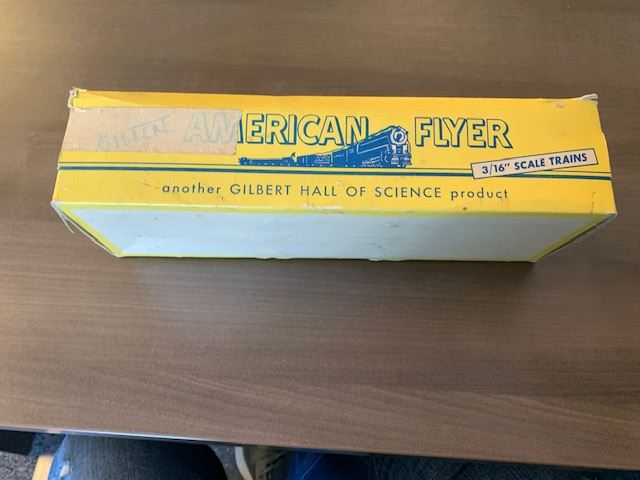 GILBERT
AMERICAN FLYER
3/16" SCALE TRAINS
another GILBERT HALL OF SCIENCE product